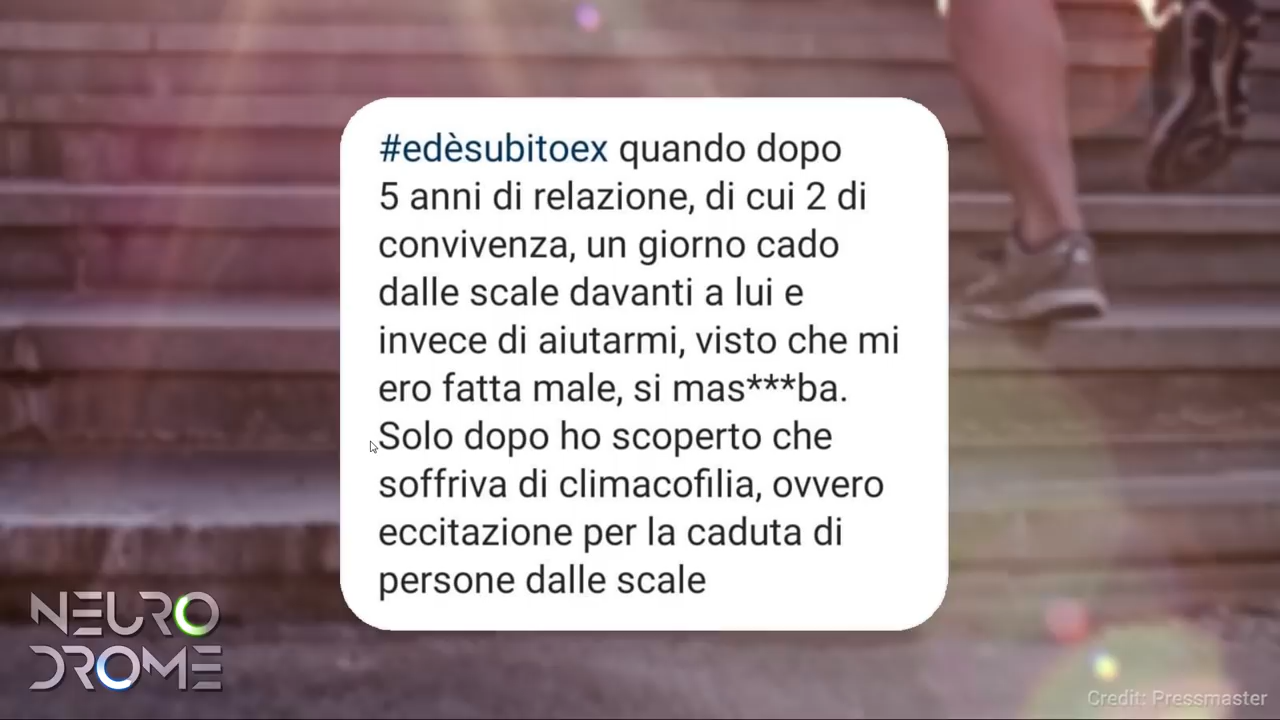 #edèsubitoex quando dopo
5 anni di relazione, di cui 2 di
convivenza, un giorno cado
dalle scale davanti a lui e
invece di aiutarmi, visto che mi
ero fatta male, si mas***ba.
Solo dopo ho scoperto che
soffriva di climacofilia, ovvero
eccitazione per la caduta di
persone dalle scale
NEURO
DROME
Credit: Pressmaster